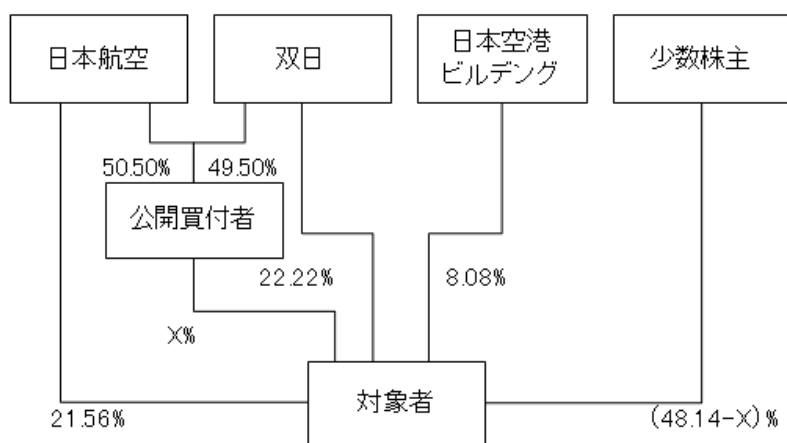 日本航空
双日
日本空港
ビルデング
少数株主
50.50%
49.50%
公開買付者
22.22%
8.08%
X%
対象者
21.56%
(48.14-X)%